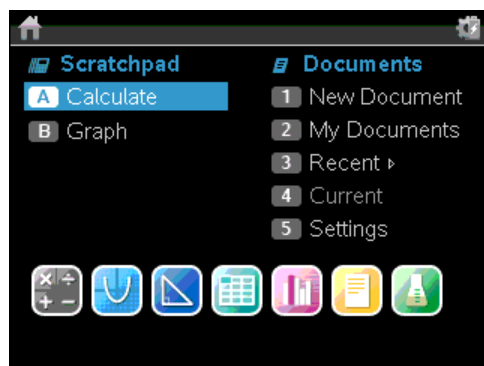 Scratchpad
A Calculate
B Graph
Documents
1 New Document
2 My Documents
3 Recent ▹
4 Current
5 Settings